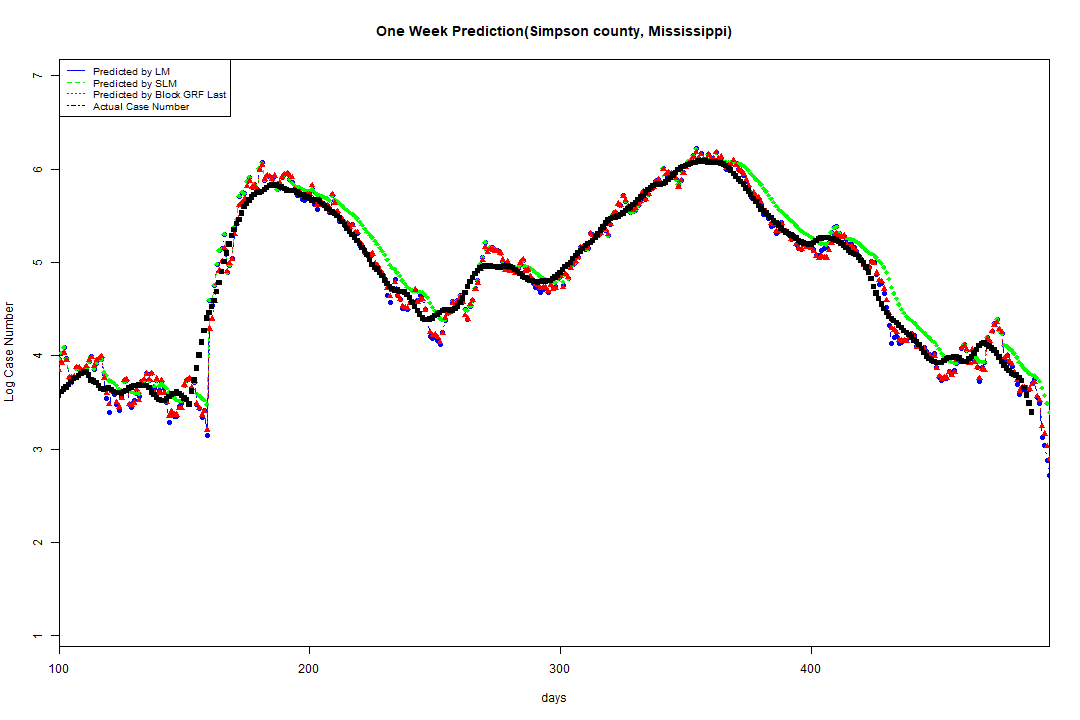 One Week Prediction(Simpson county, Mississippi)
Predicted by LM
Predicted by SLM
Predicted by Block GRF Last
Actual Case Number
7
6
5
4
3
2
1
Log Case Number
100
200
300
400
days